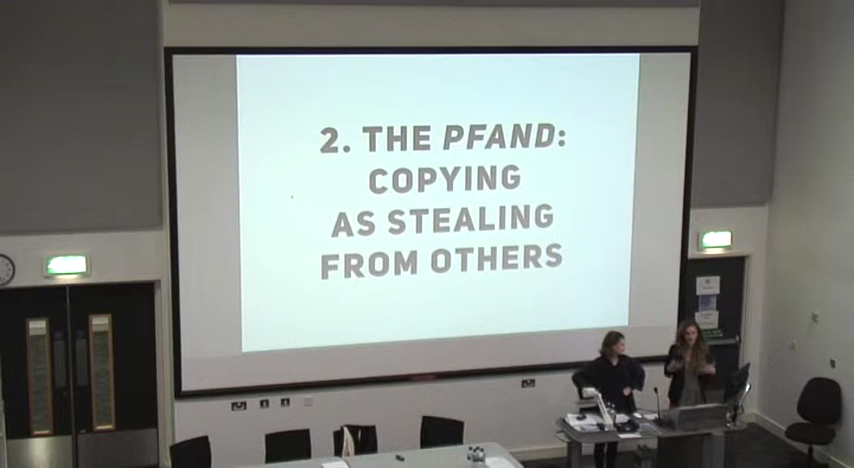 2. THE PFAND:
COPYING
AS STEALING
FROM OTHERS